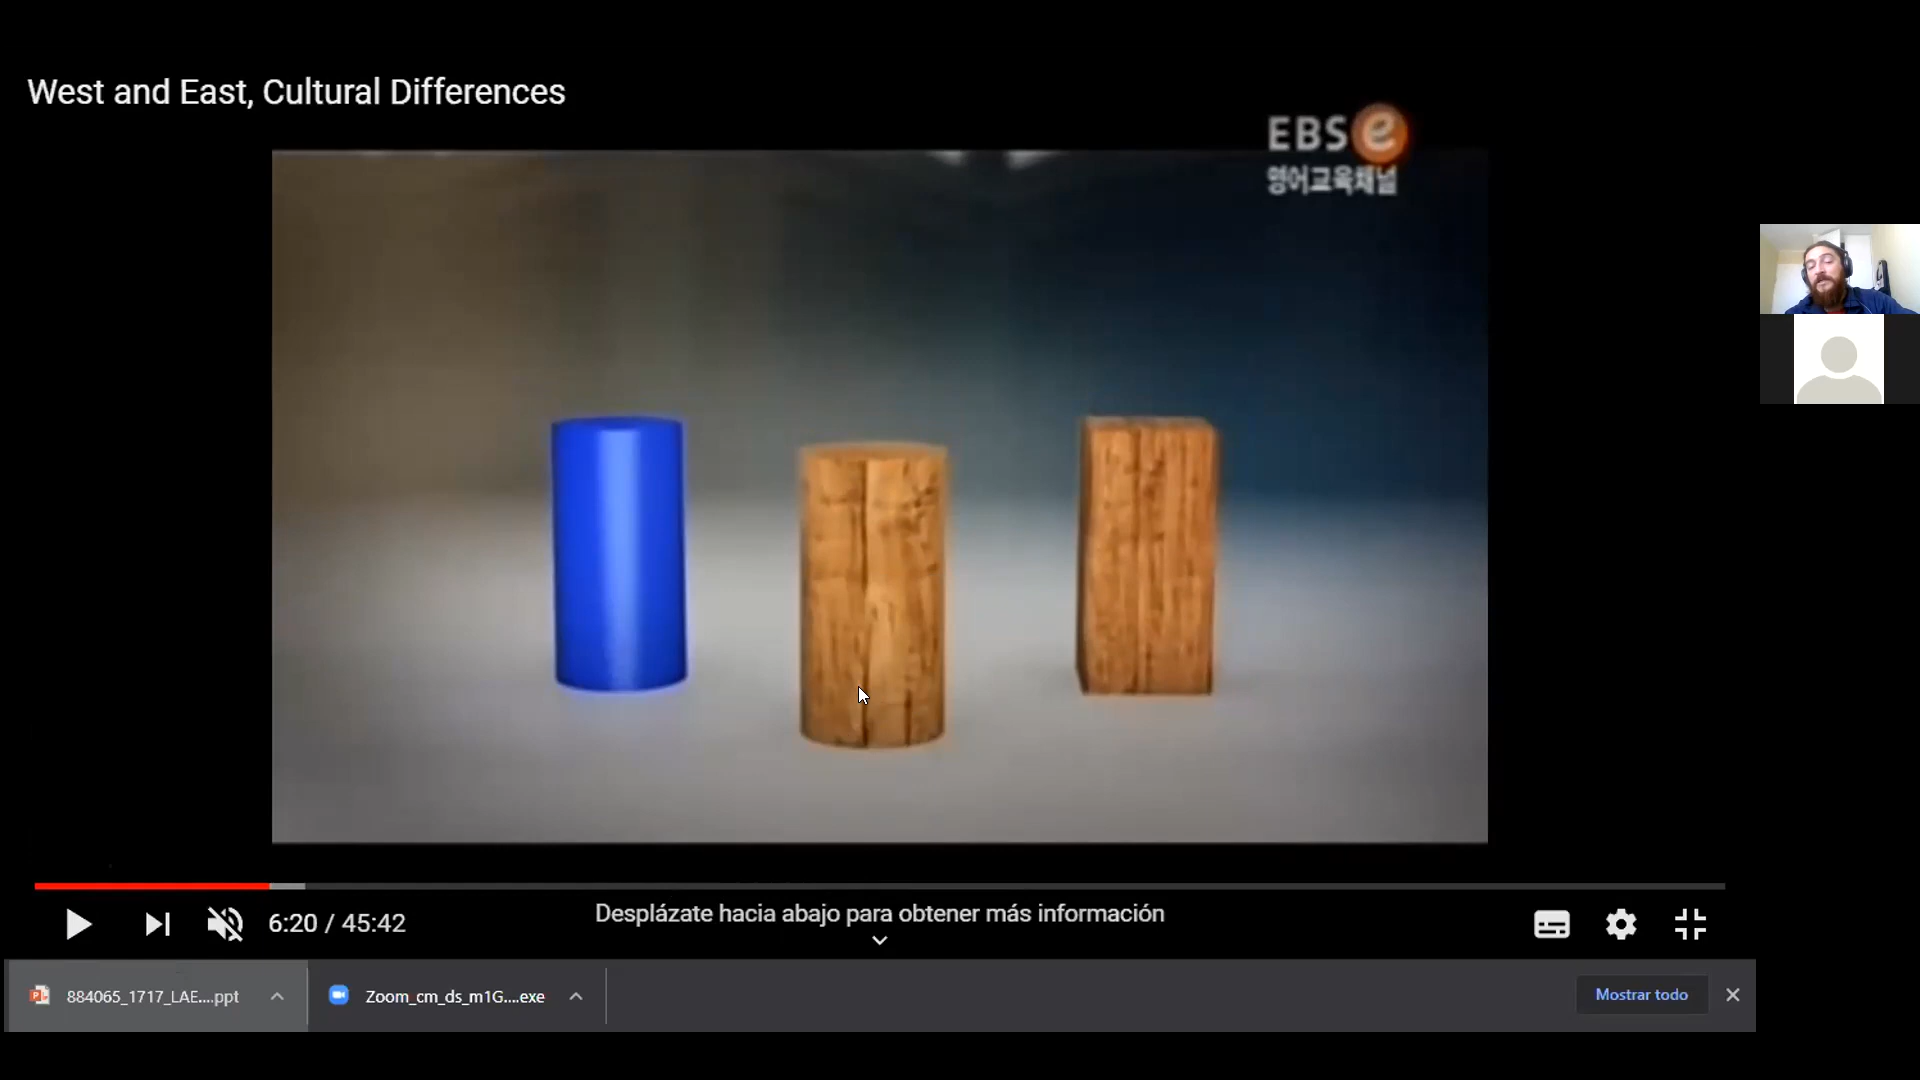 West and East, Cultural Differences
EBS e
영어교육채널
6:20 / 45:42
Desplázate hacia abajo para obtener más información
884065_1717_LAE....ppt
Zoom_cm_ds_m1G....exe
Mostrar todo